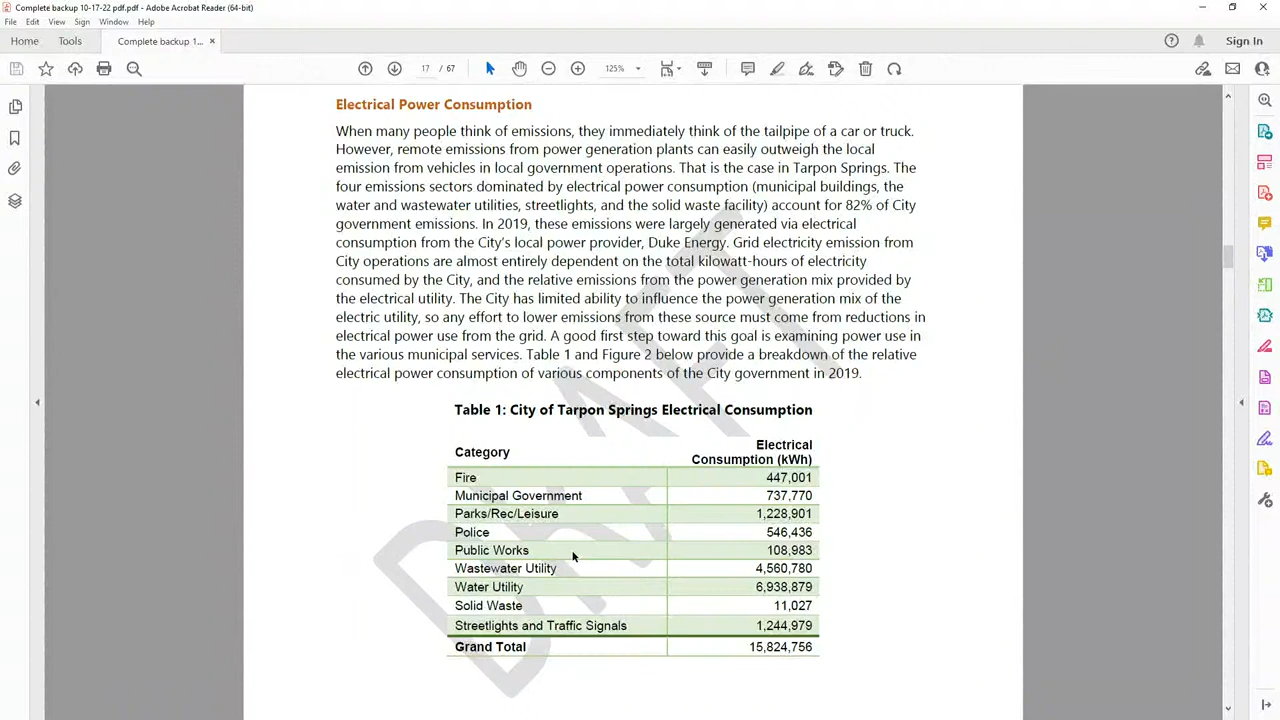 Complete backup 10-17-22 pdf.pdf - Adobe Acrobat Reader (64-bit)
File Edit View Sign Window Help
Home Tools Complete backup 1... × Sign In
17 / 67 125%
Electrical Power Consumption
When many people think of emissions, they immediately think of the tailpipe of a car or truck.
However, remote emissions from power generation plants can easily outweigh the local
emission from vehicles in local government operations. That is the case in Tarpon Springs. The
four emissions sectors dominated by electrical power consumption (municipal buildings, the
water and wastewater utilities, streetlights, and the solid waste facility) account for 82% of City
government emissions. In 2019, these emissions were largely generated via electrical
consumption from the City's local power provider, Duke Energy. Grid electricity emission from
City operations are almost entirely dependent on the total kilowatt-hours of electricity
consumed by the City, and the relative emissions from the power generation mix provided by
the electrical utility. The City has limited ability to influence the power generation mix of the
electric utility, so any effort to lower emissions from these source must come from reductions in
electrical power use from the grid. A good first step toward this goal is examining power use in
the various municipal services. Table 1 and Figure 2 below provide a breakdown of the relative
electrical power consumption of various components of the City government in 2019.
Table 1: City of Tarpon Springs Electrical Consumption
Category Electrical
Consumption (kWh)
Fire 447,001
Municipal Government 737,770
Parks/Rec/Leisure 1,228,901
Police 546,436
Public Works 108,983
Wastewater Utility 4,560,780
Water Utility 6,938,879
Solid Waste 11,027
Streetlights and Traffic Signals 1,244,979
Grand Total 15,824,756
DRAFT